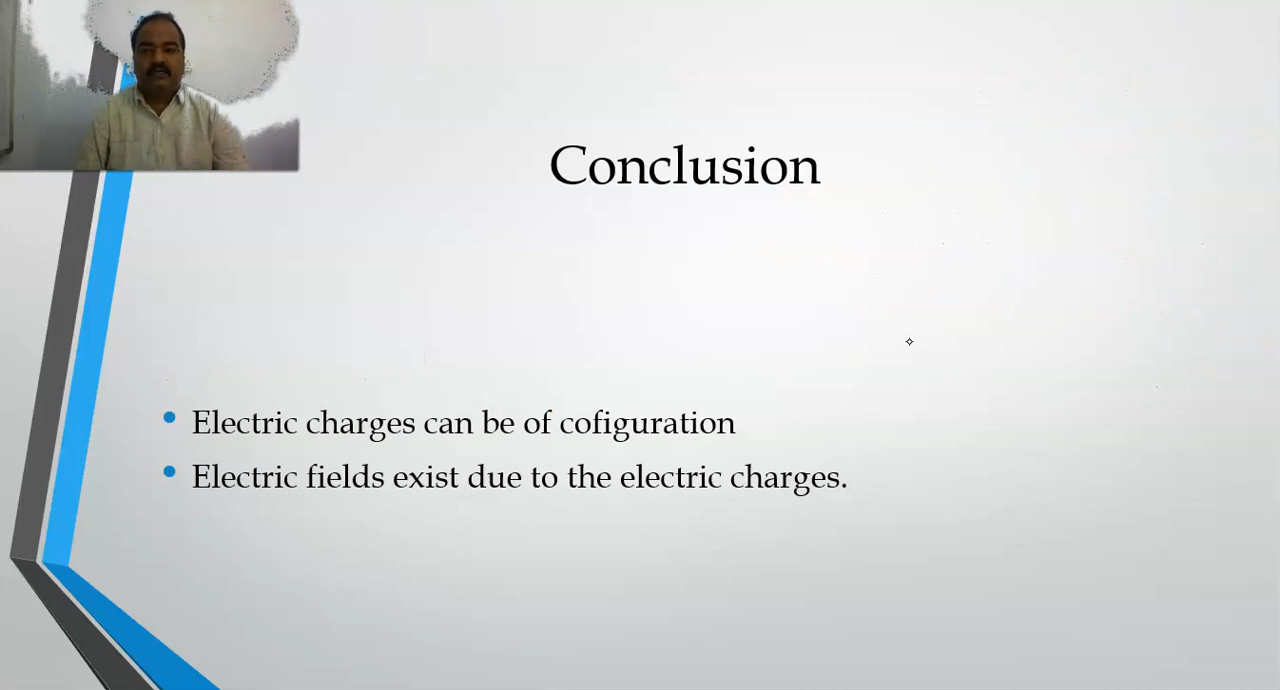 Conclusion
Electric charges can be of cofiguration
Electric fields exist due to the electric charges.